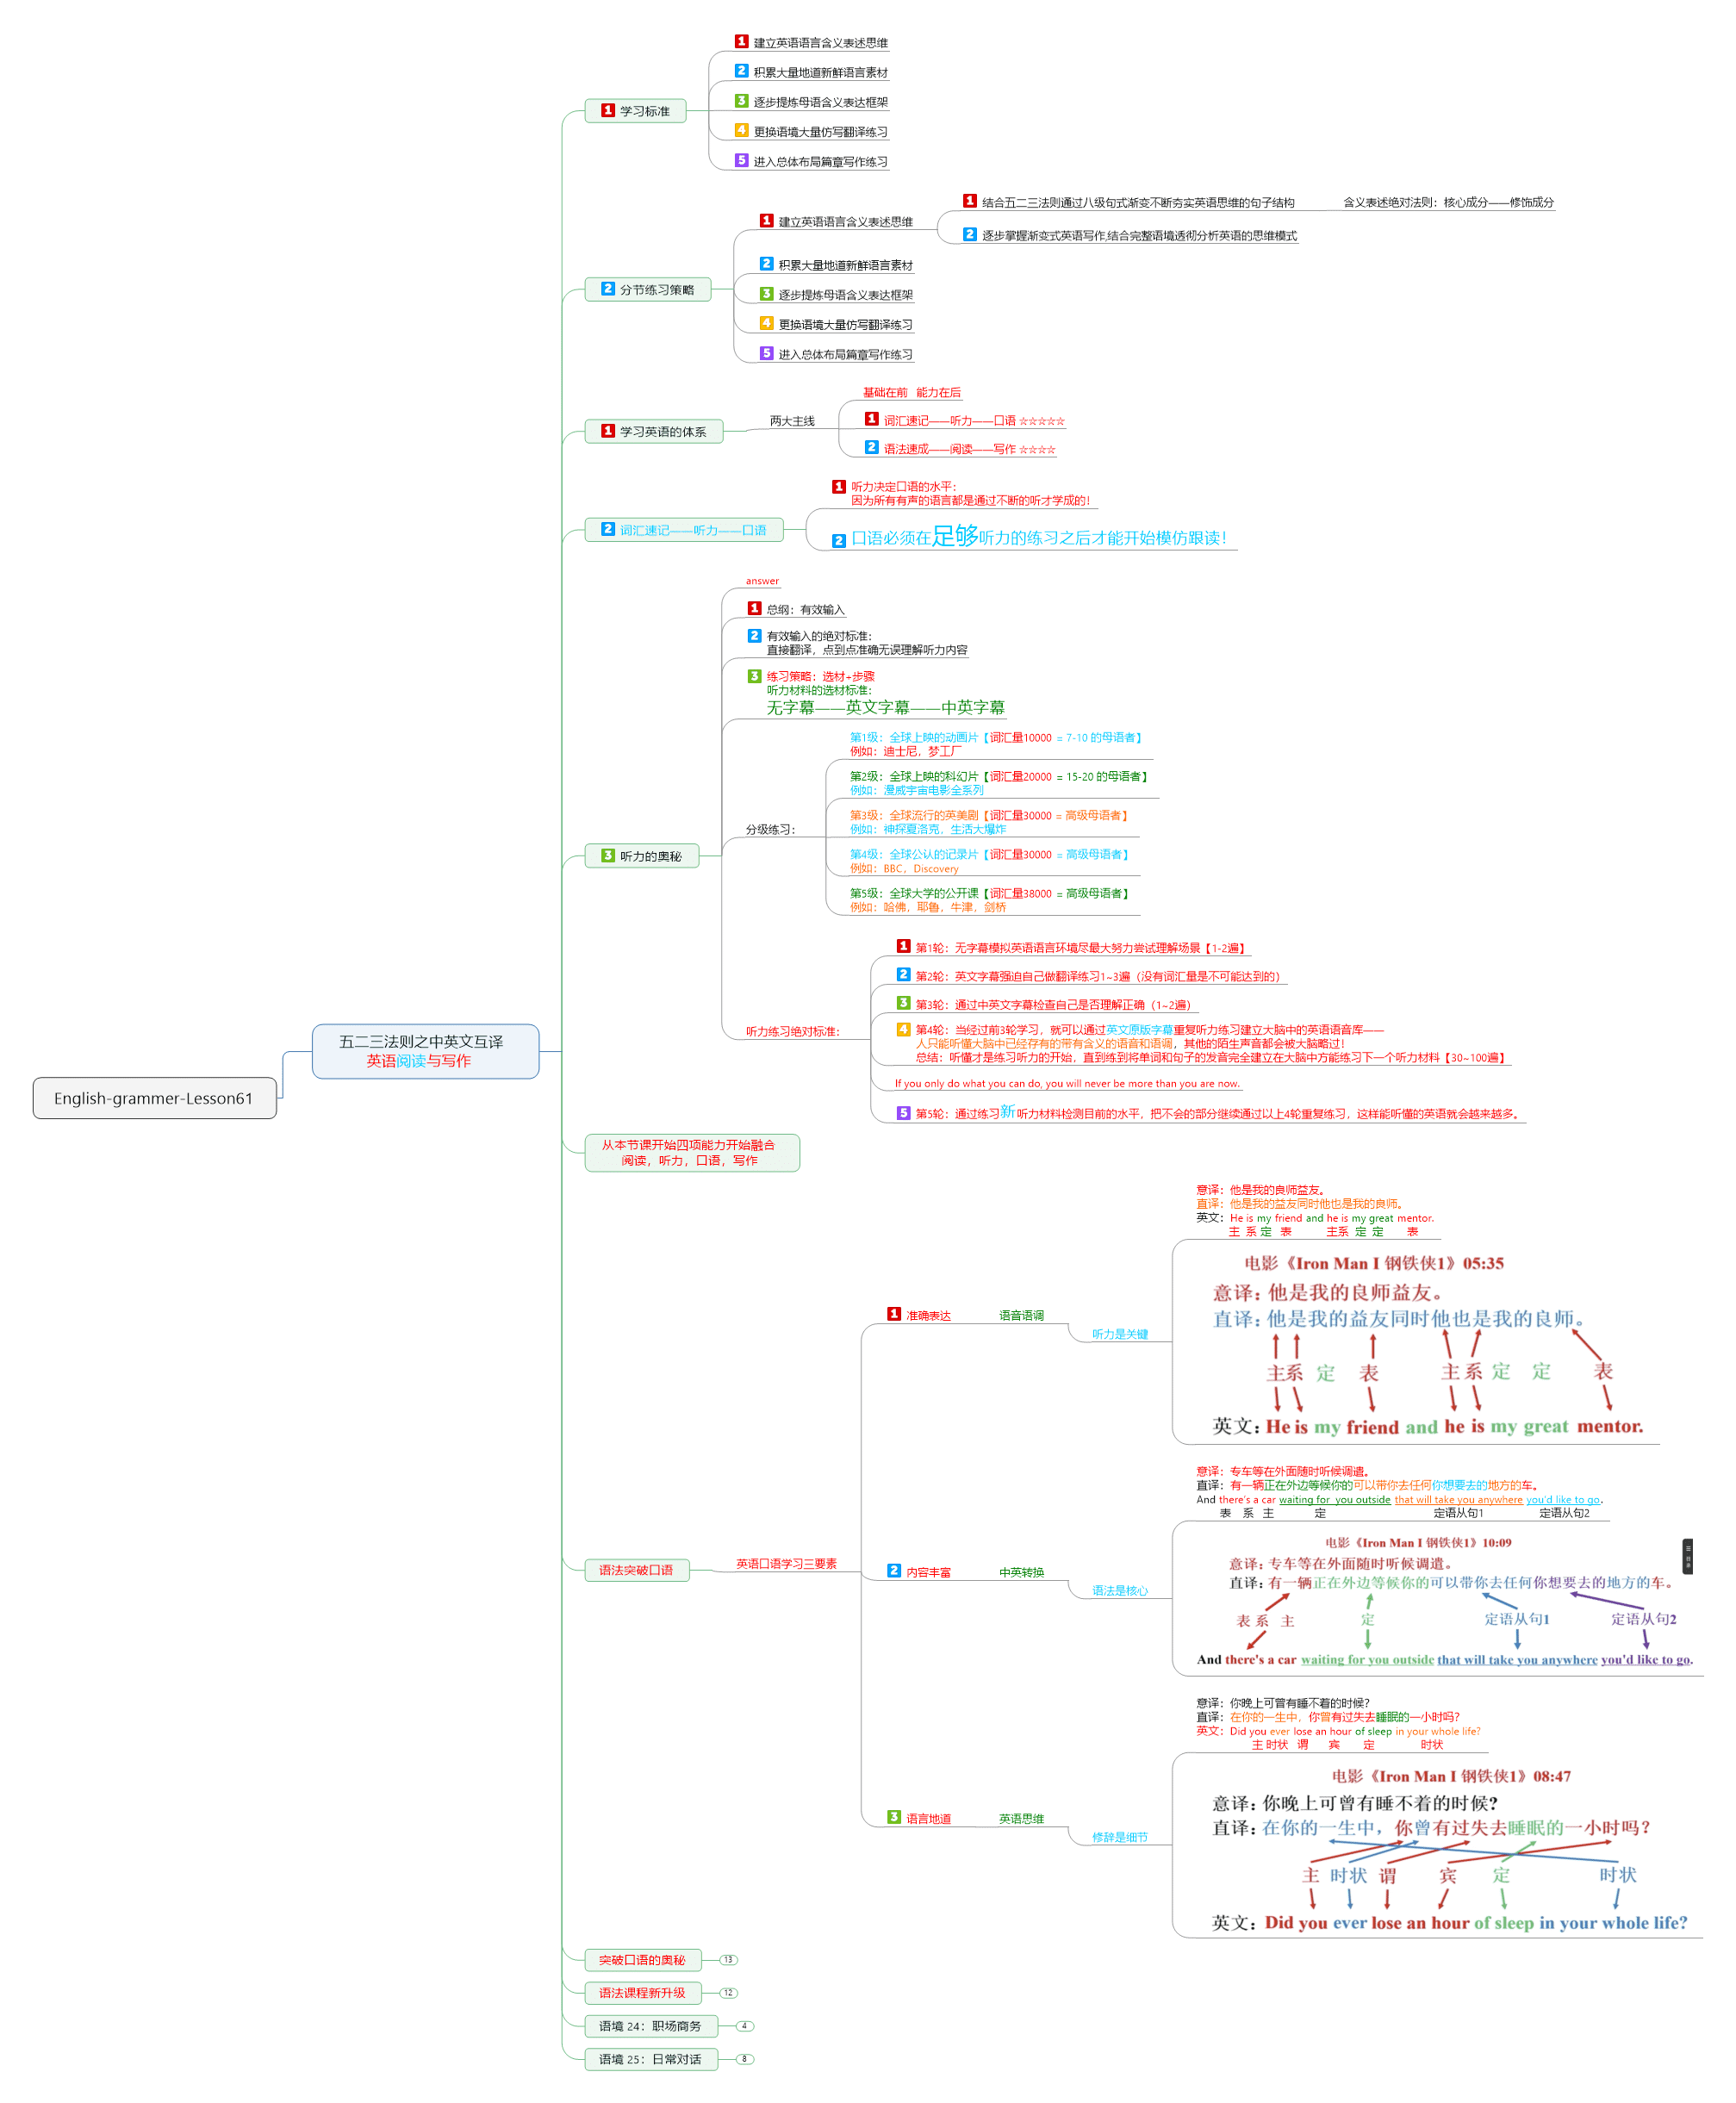 English-grammer-Lesson61
五二三法则之中英文互译
英语阅读与写作
1 学习标准
1 建立英语语言含义表述思维
2 积累大量地道新鲜语言素材
3 逐步提炼母语含义表达框架
4 更换语境大量仿写翻译练习
5 进入总体布局篇章写作练习
2 分节练习策略
1 建立英语语言含义表述思维
1 结合五二三法则通过八级句式渐变不断夯实英语思维的句子结构
含义表述绝对法则：核心成分——修饰成分
2 逐步掌握渐变式英语写作,结合完整语境透彻分析英语的思维模式
2 积累大量地道新鲜语言素材
3 逐步提炼母语含义表达框架
4 更换语境大量仿写翻译练习
5 进入总体布局篇章写作练习
1 学习英语的体系
两大主线
基础在前 能力在后
1 词汇速记——听力——口语 ☆☆☆☆☆
2 语法速成——阅读——写作 ☆☆☆☆
2 词汇速记——听力——口语
1 听力决定口语的水平：
因为所有有声的语言都是通过不断的听才学成的！
2 口语必须在足够听力的练习之后才能开始模仿跟读！
3 听力的奥秘
answer
1 总纲：有效输入
2 有效输入的绝对标准：
直接翻译，点到点准确无误理解听力内容
3 练习策略：选材+步骤
听力材料的选材标准：
无字幕——英文字幕——中英字幕
分级练习：
第1级：全球上映的动画片【词汇量10000 = 7-10 的母语者】
例如：迪士尼，梦工厂
第2级：全球上映的科幻片【词汇量20000 = 15-20 的母语者】
例如：漫威宇宙电影全系列
第3级：全球流行的英美剧【词汇量30000 = 高级母语者】
例如：神探夏洛克，生活大爆炸
第4级：全球公认的记录片【词汇量30000 = 高级母语者】
例如：BBC，Discovery
第5级：全球大学的公开课【词汇量38000 = 高级母语者】
例如：哈佛，耶鲁，牛津，剑桥
听力练习绝对标准：
1 第1轮：无字幕模拟英语语言环境尽最大努力尝试理解场景【1-2遍】
2 第2轮：英文字幕强迫自己做翻译练习1~3遍（没有词汇量是不可能达到的）
3 第3轮：通过中英文字幕检查自己是否理解正确（1~2遍）
4 第4轮：当经过前3轮学习，就可以通过英文原版字幕重复听力练习建立大脑中的英语语音库——
人只能听懂大脑中已经存有的带有含义的语音和语调，其他的陌生声音都会被大脑略过！
总结：听懂才是练习听力的开始，直到练到将单词和句子的发音完全建立在大脑中方能练习下一个听力材料【30~100遍】
If you only do what you can do, you will never be more than you are now.
5 第5轮：通过练习新听力材料检测目前的水平，把不会的部分继续通过以上4轮重复练习，这样能听懂的英语就会越来越多。
从本节课开始四项能力开始融合
阅读，听力，口语，写作
语法突破口语
英语口语学习三要素
1 准确表达
语音语调
听力是关键
意译：他是我的良师益友。
直译：他是我的益友同时他也是我的良师。
英文：He is my friend and he is my great mentor.
主 系 定 表 主系 定 定 表
电影《Iron Man I 钢铁侠1》05:35
意译：他是我的良师益友。
直译：他是我的益友同时他也是我的良师。
主系 定 表 主 系 定 定 表
英文：He is my friend and he is my great mentor.
2 内容丰富
中英转换
语法是核心
意译：专车等在外面随时听候调遣。
直译：有一辆正在外边等候你的可以带你去任何你想要去的地方的车。
And there's a car waiting for you outside that will take you anywhere you'd like to go.
表 系 主 定 定语从句1 定语从句2
电影《Iron Man I 钢铁侠1》10:09
意译：专车等在外面随时听候调遣。
直译：有一辆正在外边等候你的可以带你去任何你想要去的地方的车。
表 系 主 定 定语从句1 定语从句2
And there's a car waiting for you outside that will take you anywhere you'd like to go.
3 语言地道
英语思维
修辞是细节
意译：你晚上可曾有睡不着的时候？
直译：在你的一生中，你曾有过失去睡眠的一小时吗？
英文：Did you ever lose an hour of sleep in your whole life?
主 时状 谓 宾 定 时状
电影《Iron Man I 钢铁侠1》08:47
意译：你晚上可曾有睡不着的时候?
直译：在你的一生中，你曾有过失去睡眠的一小时吗?
主 时状 谓 宾 定 时状
英文：Did you ever lose an hour of sleep in your whole life?
突破口语的奥秘 13
语法课程新升级 12
语境 24：职场商务 4
语境 25：日常对话 8